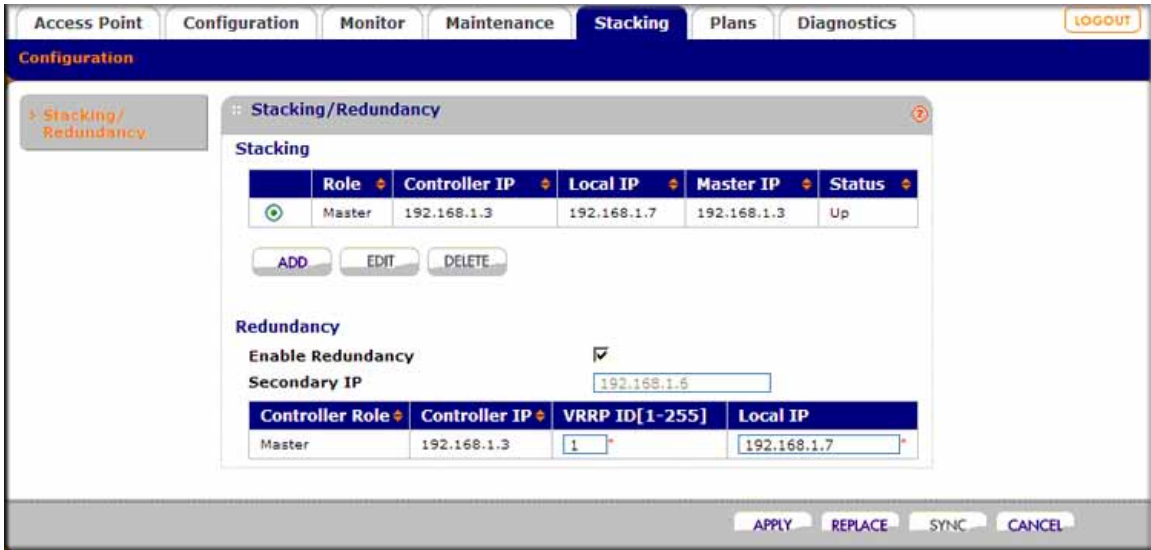 Access Point Configuration Monitor Maintenance Stacking Plans Diagnostics LOGOUT
Configuration
Stacking/
Redundancy
Stacking/Redundancy ?
Stacking
Role Controller IP Local IP Master IP Status
Master 192.168.1.3 192.168.1.7 192.168.1.3 Up
ADD EDIT DELETE
Redundancy
Enable Redundancy
Secondary IP 192.168.1.6
Controller Role Controller IP VRRP ID[1-255] Local IP
Master 192.168.1.3 1 * 192.168.1.7 *
APPLY REPLACE SYNC CANCEL